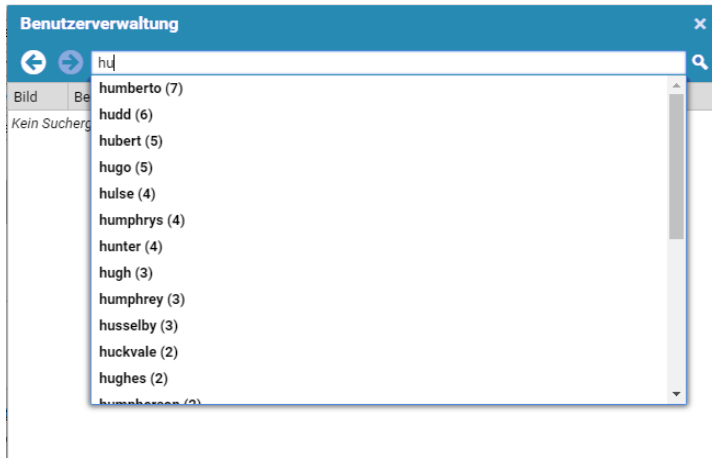 Benutzerverwaltung
hu
Bild Be
Kein Sucherg
humberto (7)
hudd (6)
hubert (5)
hugo (5)
hulse (4)
humphrys (4)
hunter (4)
hugh (3)
humphrey (3)
husselby (3)
huckvale (2)
hughes (2)